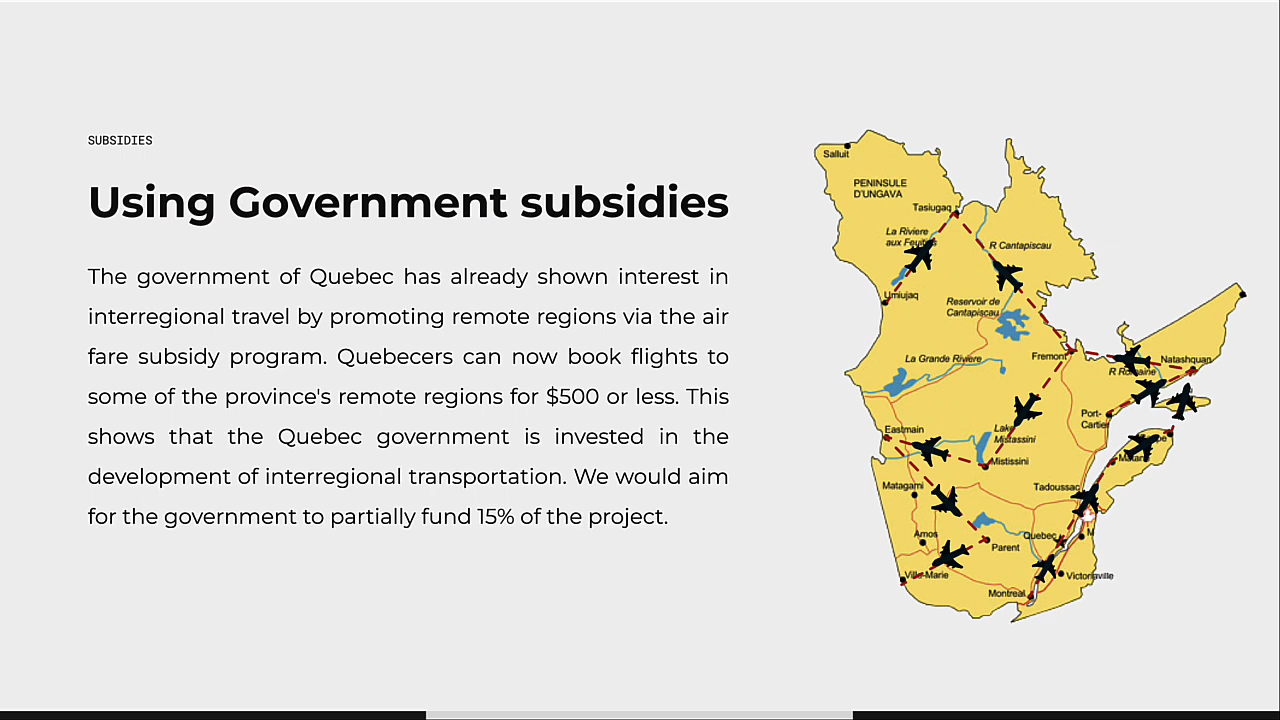 SUBSIDIES
Using Government subsidies
The government of Quebec has already shown interest in
interregional travel by promoting remote regions via the air
fare subsidy program. Quebecers can now book flights to
some of the province's remote regions for $500 or less. This
shows that the Quebec government is invested in the
development of interregional transportation. We would aim
for the government to partially fund 15% of the project.
Salluit
PENINSULE
D'UNGAVA
Tasiugaq
La Riviere
aux Feuilles
R Cantapiscau
Umiujaq
Reservoir de
Cantapiscau
La Grande Riviere
Fremont
Natashquan
R Romaine
Port-
Cartier
Eastmain
Lake
Mistassini
Mistissini
Matagami
Tadoussac
Amos
Parent
Quebec
M
Ville-Marie
Victoriaville
Montreal